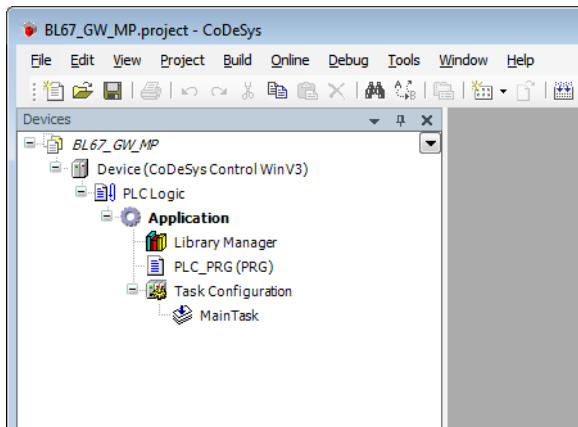 BL67_GW_MP.project - CoDeSys
File Edit View Project Build Online Debug Tools Window Help
Devices
BL67_GW_MP
Device (CoDeSys Control Win V3)
PLC Logic
Application
Library Manager
PLC_PRG (PRG)
Task Configuration
MainTask